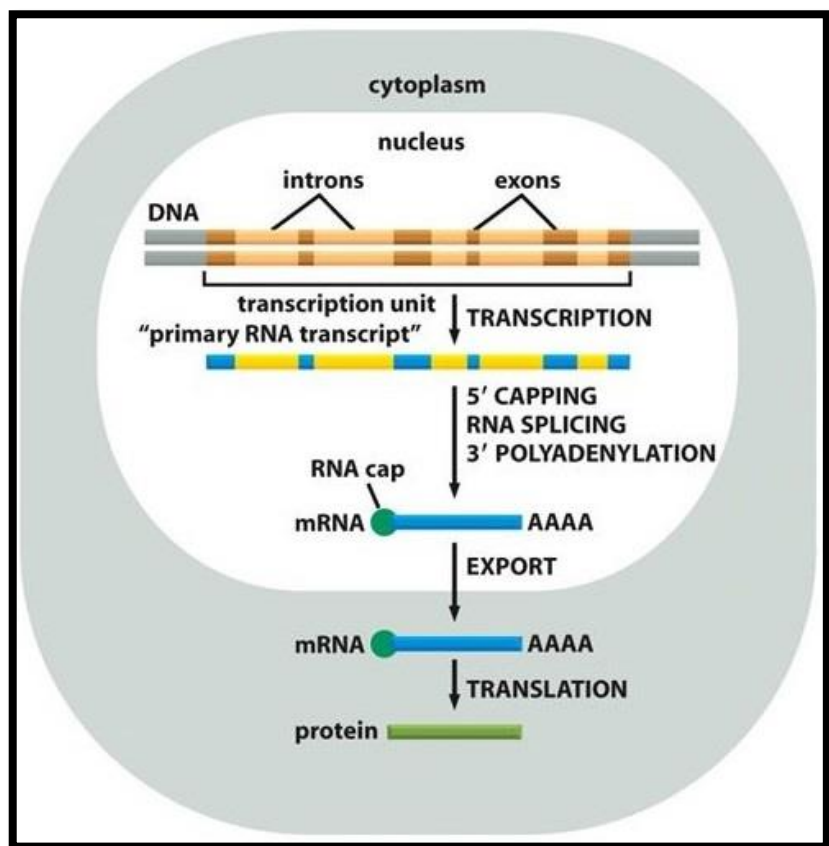 cytoplasm
nucleus
introns
exons
DNA
transcription unit
“primary RNA transcript”
TRANSCRIPTION
5′ CAPPING
RNA SPLICING
3′ POLYADENYLATION
RNA cap
mRNA AAAA
EXPORT
mRNA AAAA
TRANSLATION
protein